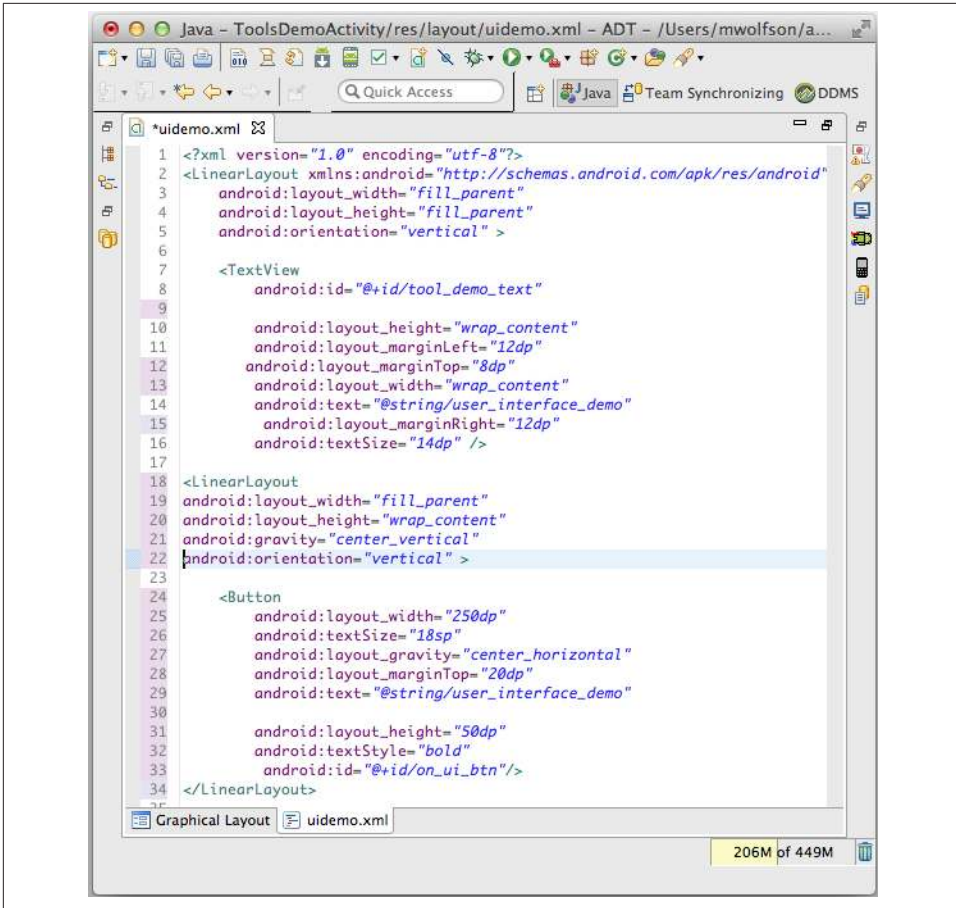 Java – ToolsDemoActivity/res/layout/uidemo.xml – ADT – /Users/mwolfson/a...
Quick Access
Java
Team Synchronizing
DDMS
*uidemo.xml
1 <?xml version="1.0" encoding="utf-8"?>
2 <LinearLayout xmlns:android="http://schemas.android.com/apk/res/android"
3     android:layout_width="fill_parent"
4     android:layout_height="fill_parent"
5     android:orientation="vertical" >
6
7     <TextView
8         android:id="@+id/tool_demo_text"
9
10         android:layout_height="wrap_content"
11         android:layout_marginLeft="12dp"
12        android:layout_marginTop="8dp"
13         android:layout_width="wrap_content"
14         android:text="@string/user_interface_demo"
15          android:layout_marginRight="12dp"
16         android:textSize="14dp" />
17
18 <LinearLayout
19 android:layout_width="fill_parent"
20 android:layout_height="wrap_content"
21 android:gravity="center_vertical"
22 android:orientation="vertical" >
23
24     <Button
25         android:layout_width="250dp"
26         android:textSize="18sp"
27         android:layout_gravity="center_horizontal"
28         android:layout_marginTop="20dp"
29         android:text="@string/user_interface_demo"
30
31         android:layout_height="50dp"
32         android:textStyle="bold"
33          android:id="@+id/on_ui_btn"/>
34 </LinearLayout>
Graphical Layout
uidemo.xml
206M of 449M